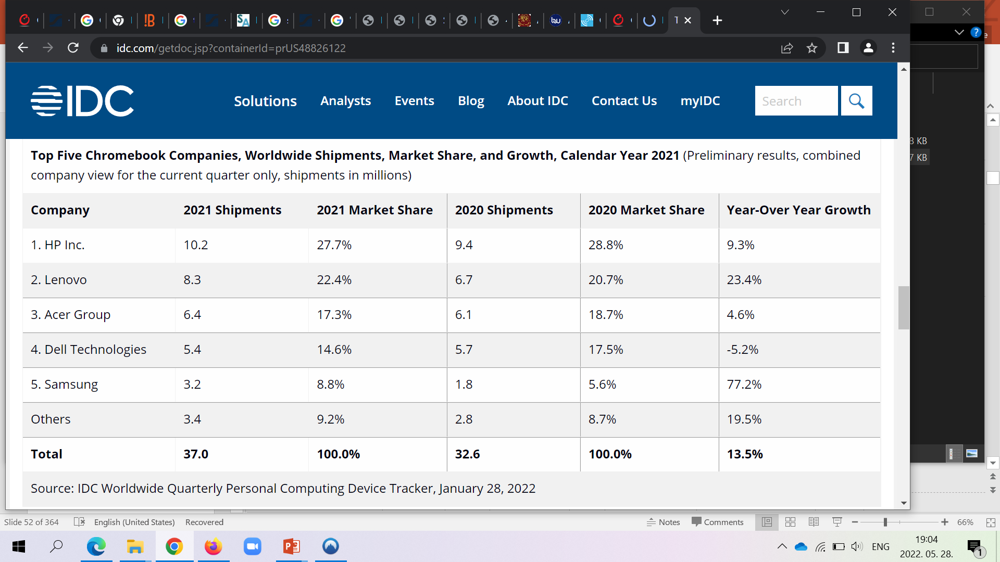 idc.com/getdoc.jsp?containerId=prUS48826122
IDC
Solutions Analysts Events Blog About IDC Contact Us myIDC Search
Top Five Chromebook Companies, Worldwide Shipments, Market Share, and Growth, Calendar Year 2021 (Preliminary results, combined
company view for the current quarter only, shipments in millions)
Company 2021 Shipments 2021 Market Share 2020 Shipments 2020 Market Share Year-Over Year Growth
1. HP Inc. 10.2 27.7% 9.4 28.8% 9.3%
2. Lenovo 8.3 22.4% 6.7 20.7% 23.4%
3. Acer Group 6.4 17.3% 6.1 18.7% 4.6%
4. Dell Technologies 5.4 14.6% 5.7 17.5% -5.2%
5. Samsung 3.2 8.8% 1.8 5.6% 77.2%
Others 3.4 9.2% 2.8 8.7% 19.5%
Total 37.0 100.0% 32.6 100.0% 13.5%
Source: IDC Worldwide Quarterly Personal Computing Device Tracker, January 28, 2022
KB
7 KB
Slide 52 of 364 English (United States) Recovered Notes Comments 66%
ENG 19:04
2022. 05. 28. 1